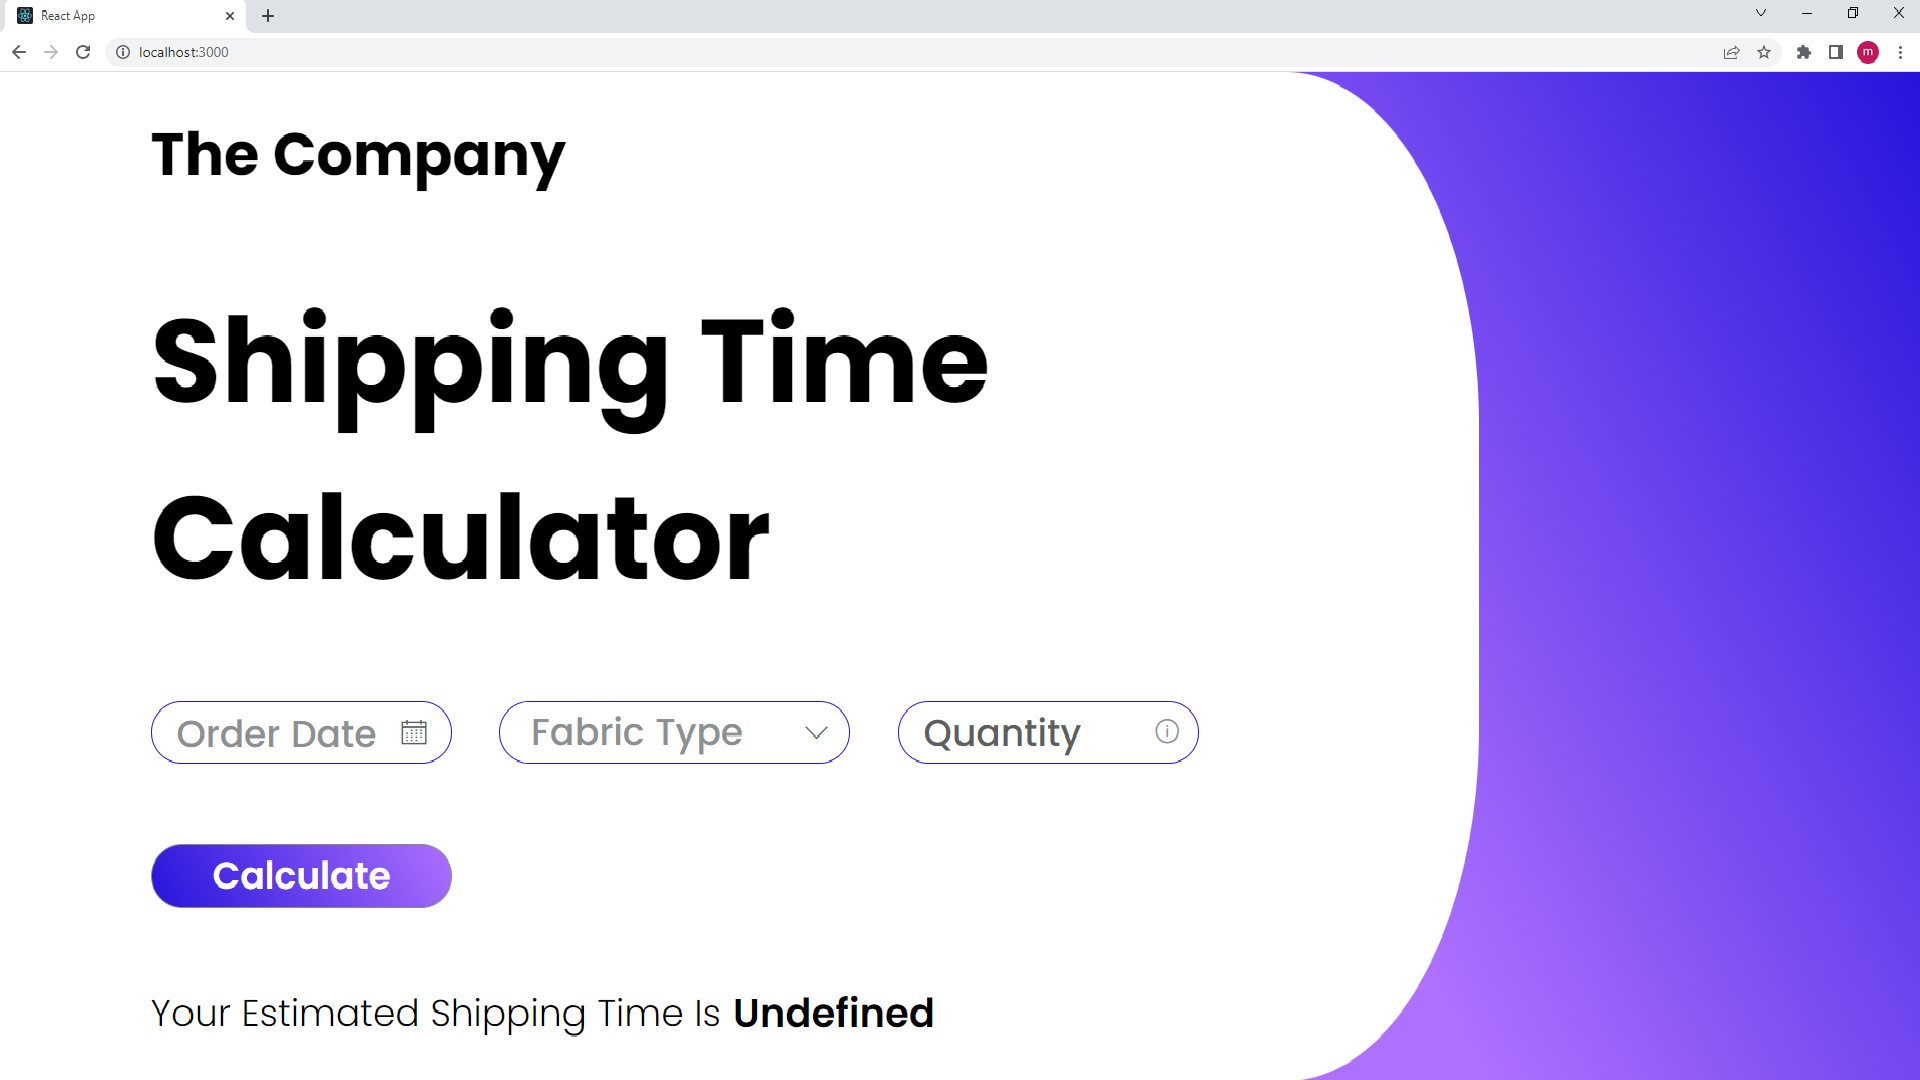 React App
localhost:3000
m
The Company
Shipping Time
Calculator
Order Date
Fabric Type
Quantity
Calculate
Your Estimated Shipping Time Is Undefined